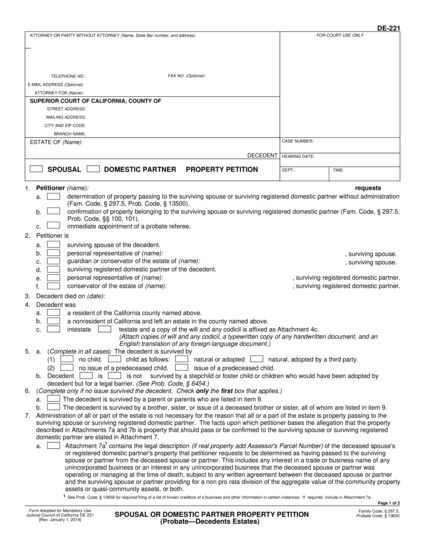 DE-221
ATTORNEY OR PARTY WITHOUT ATTORNEY (Name, State Bar number, and address):
FOR COURT USE ONLY
TELEPHONE NO.:
FAX NO. (Optional):
E-MAIL ADDRESS (Optional):
ATTORNEY FOR (Name):
SUPERIOR COURT OF CALIFORNIA, COUNTY OF
STREET ADDRESS:
MAILING ADDRESS:
CITY AND ZIP CODE:
BRANCH NAME:
ESTATE OF (Name):
CASE NUMBER:
DECEDENT
HEARING DATE:
SPOUSAL DOMESTIC PARTNER PROPERTY PETITION
DEPT.:
TIME:
1. Petitioner (name): requests
a. determination of property passing to the surviving spouse or surviving registered domestic partner without administration
(Fam. Code, § 297.5, Prob. Code, § 13500).
b. confirmation of property belonging to the surviving spouse or surviving registered domestic partner (Fam. Code, § 297.5,
Prob. Code, §§ 100, 101).
c. immediate appointment of a probate referee.
2. Petitioner is
a. surviving spouse of the decedent.
b. personal representative of (name): , surviving spouse.
c. guardian or conservator of the estate of (name): , surviving spouse.
d. surviving registered domestic partner of the decedent.
e. personal representative of (name): , surviving registered domestic partner.
f. conservator of the estate of (name): , surviving registered domestic partner.
3. Decedent died on (date):
4. Decedent was
a. a resident of the California county named above.
b. a nonresident of California and left an estate in the county named above.
c. intestate testate and a copy of the will and any codicil is affixed as Attachment 4c.
(Attach copies of will and any codicil, a typewritten copy of any handwritten document, and an
English translation of any foreign-language document.)
5. a. (Complete in all cases) The decedent is survived by
(1) no child. child as follows: natural or adopted natural, adopted by a third party.
(2) no issue of a predeceased child. issue of a predeceased child.
b. Decedent is is not survived by a stepchild or foster child or children who would have been adopted by
decedent but for a legal barrier. (See Prob. Code, § 6454.)
6. (Complete only if no issue survived the decedent. Check only the first box that applies.)
a. The decedent is survived by a parent or parents who are listed in item 9.
b. The decedent is survived by a brother, sister, or issue of a deceased brother or sister, all of whom are listed in item 9.
7. Administration of all or part of the estate is not necessary for the reason that all or a part of the estate is property passing to the
surviving spouse or surviving registered domestic partner. The facts upon which petitioner bases the allegation that the property
described in Attachments 7a and 7b is property that should pass or be confirmed to the surviving spouse or surviving registered
domestic partner are stated in Attachment 7.
a. Attachment 7a¹ contains the legal description (if real property add Assessor's Parcel Number) of the deceased spouse's
or registered domestic partner's property that petitioner requests to be determined as having passed to the surviving
spouse or partner from the deceased spouse or partner. This includes any interest in a trade or business name of any
unincorporated business or an interest in any unincorporated business that the deceased spouse or partner was
operating or managing at the time of death, subject to any written agreement between the deceased spouse or partner
and the surviving spouse or partner providing for a non pro rata division of the aggregate value of the community property
assets or quasi-community assets, or both.
¹ See Prob. Code, § 13658 for required filing of a list of known creditors of a business and other information in certain instances. If required, include in Attachment 7a.
Page 1 of 2
Form Adopted for Mandatory Use
Judicial Council of California DE-221
[Rev. January 1, 2014]
SPOUSAL OR DOMESTIC PARTNER PROPERTY PETITION
(Probate—Decedents Estates)
Family Code, § 297.5;
Probate Code, § 13650